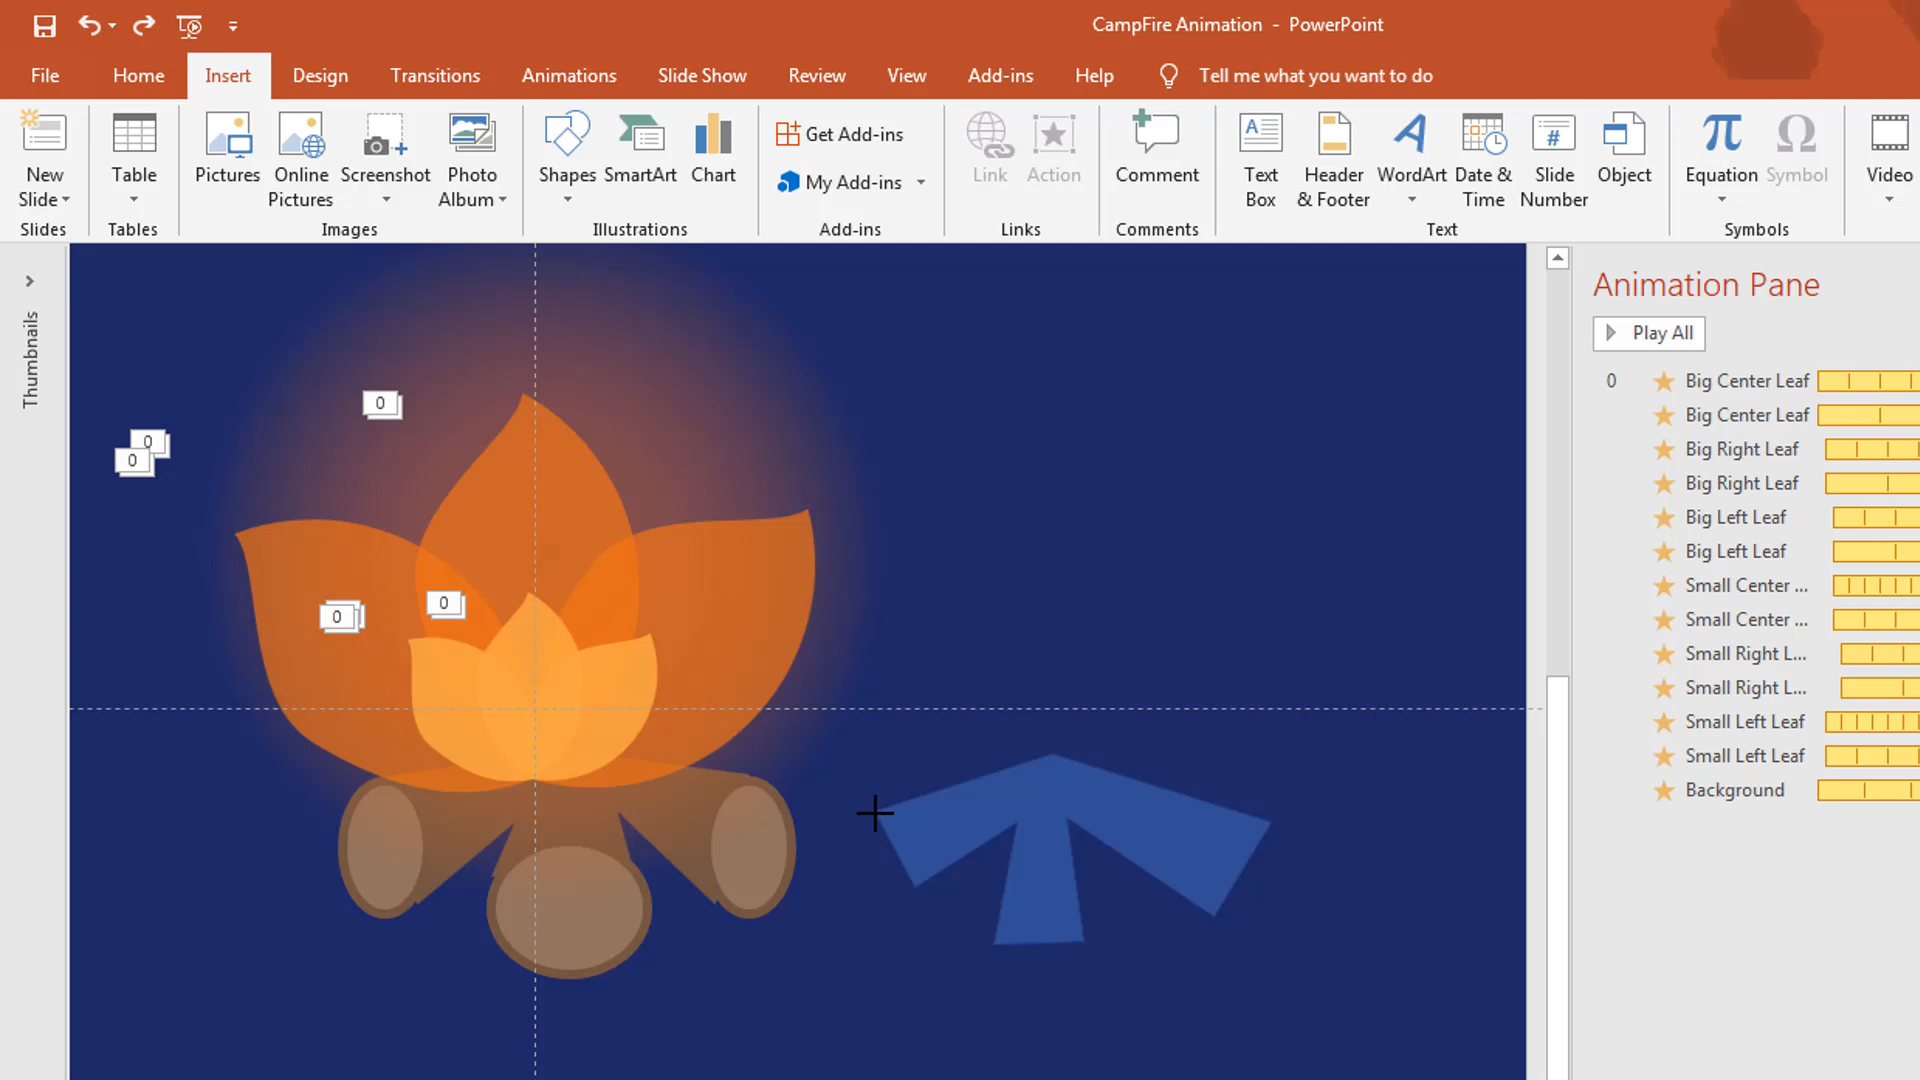 CampFire Animation - PowerPoint
File Home Insert Design Transitions Animations Slide Show Review View Add-ins Help Tell me what you want to do
New Slide
Table
Pictures
Online Pictures
Screenshot
Photo Album
Shapes
SmartArt
Chart
Get Add-ins
My Add-ins
Link
Action
Comment
Text Box
Header & Footer
WordArt
Date & Time
Slide Number
Object
Equation
Symbol
Video
Slides Tables Images Illustrations Add-ins Links Comments Text Symbols
Thumbnails
0
0
0
0
0
Animation Pane
Play All
0 Big Center Leaf
Big Center Leaf
Big Right Leaf
Big Right Leaf
Big Left Leaf
Big Left Leaf
Small Center ...
Small Center ...
Small Right L...
Small Right L...
Small Left Leaf
Small Left Leaf
Background